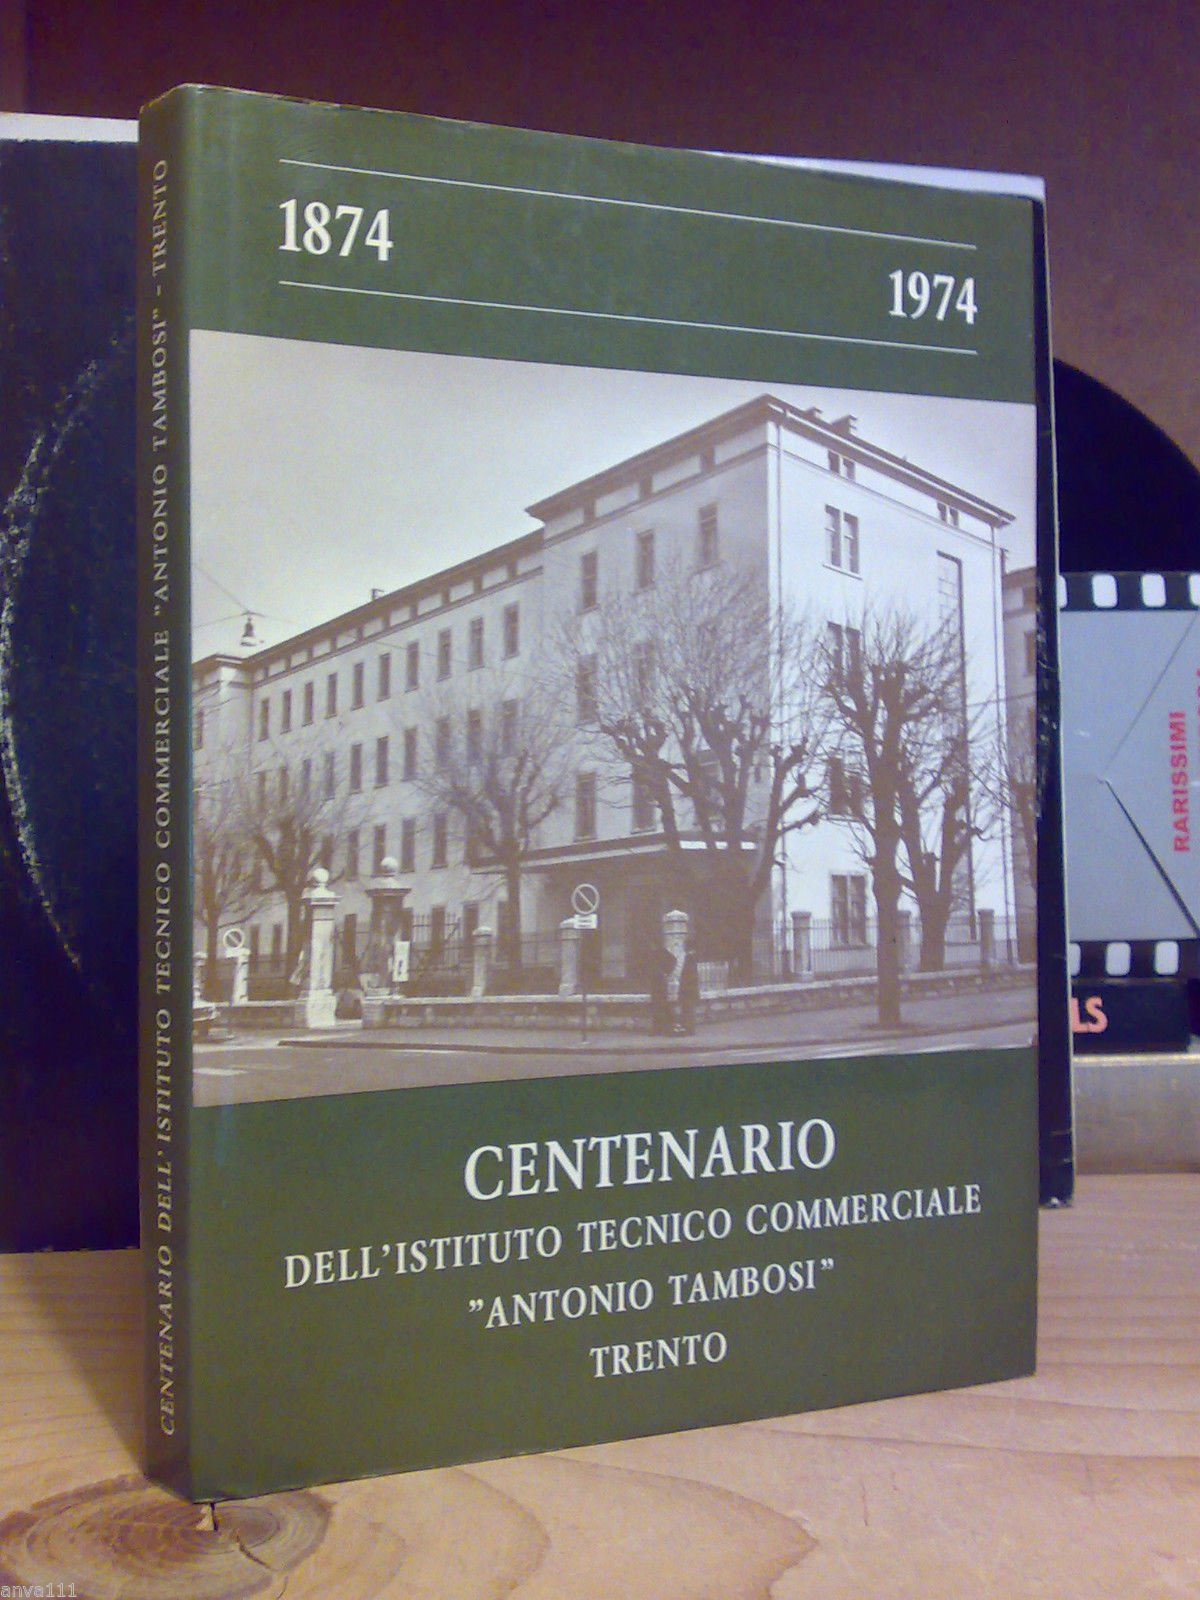 CENTENARIO DELL'ISTITUTO TECNICO COMMERCIALE "ANTONIO TAMBOSI" - TRENTO
1874
1974
CENTENARIO
DELL'ISTITUTO TECNICO COMMERCIALE
"ANTONIO TAMBOSI"
TRENTO
RARISSIMI
LS
anva111